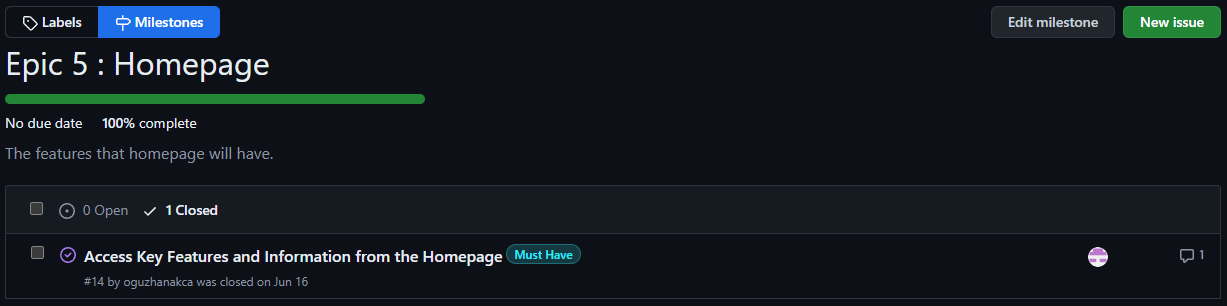 Labels Milestones Edit milestone New issue
Epic 5 : Homepage
No due date 100% complete
The features that homepage will have.
0 Open 1 Closed
Access Key Features and Information from the Homepage Must Have 1
#14 by oguzhanakca was closed on Jun 16